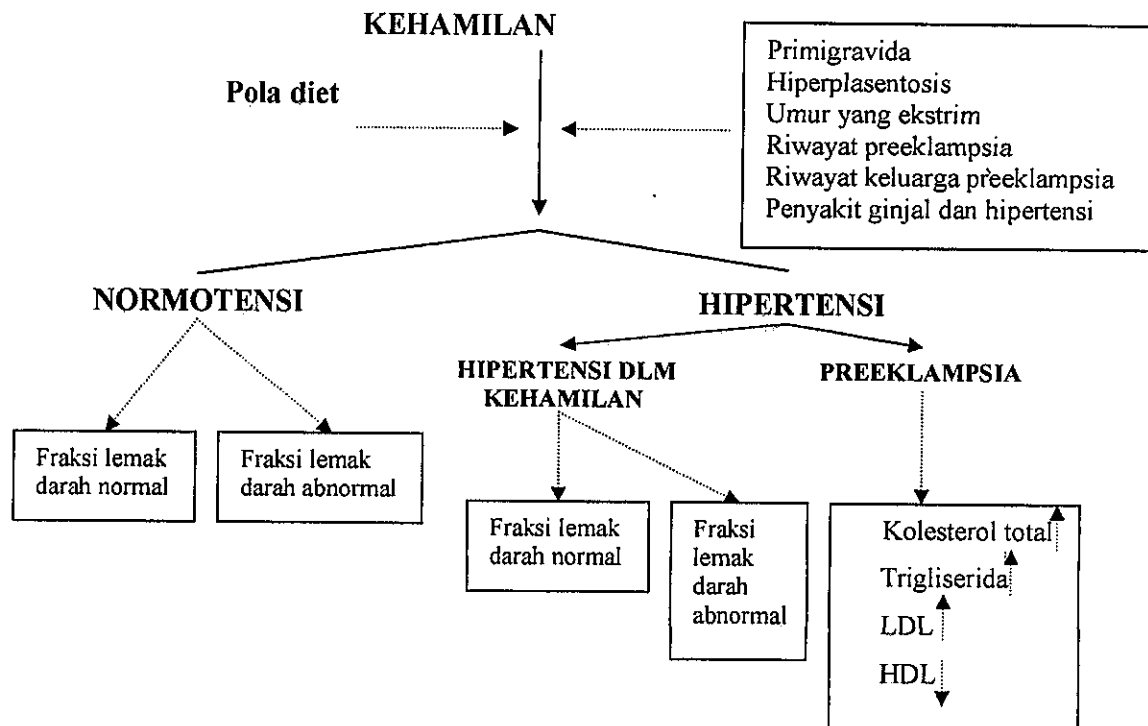 KEHAMILAN
Pola diet
Primigravida
Hiperplasentosis
Umur yang ekstrim
Riwayat preeklampsia
Riwayat keluarga preeklampsia
Penyakit ginjal dan hipertensi
NORMOTENSI
HIPERTENSI
HIPERTENSI DLM
KEHAMILAN
PREEKLAMPSIA
Fraksi lemak
darah normal
Fraksi lemak
darah abnormal
Fraksi lemak
darah normal
Fraksi
lemak
darah
abnormal
Kolesterol total
Trigliserida
LDL
HDL